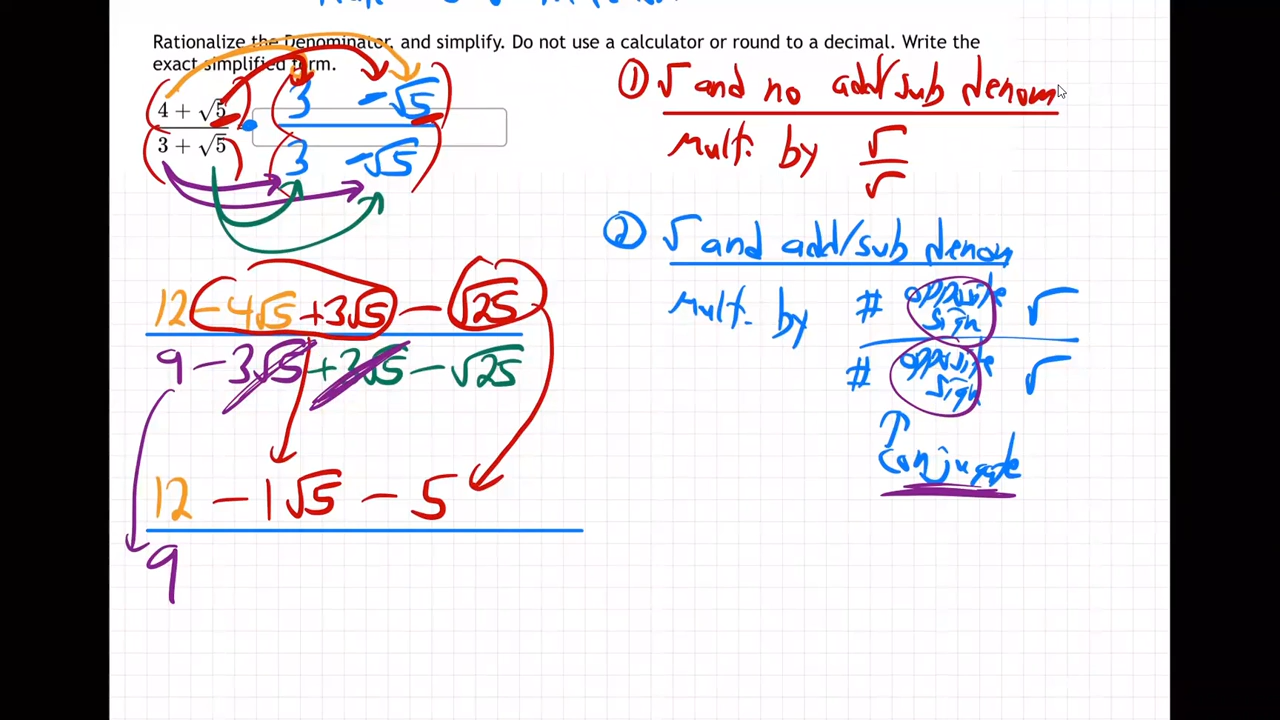 Rationalize the Denominator, and simplify. Do not use a calculator or round to a decimal. Write the
exact simplified form.
(4 + √5) (3 - √5)
(3 + √5) (3 - √5)
12 - 4√5 + 3√5 - √25
9 - 3√5 + 3√5 - √25
12 - 1√5 - 5
9
① √ and no add/sub denom
Mult. by √
√
② √ and add/sub denom
Mult. by # opposite sign √
# opposite sign √
↑
Conjugate